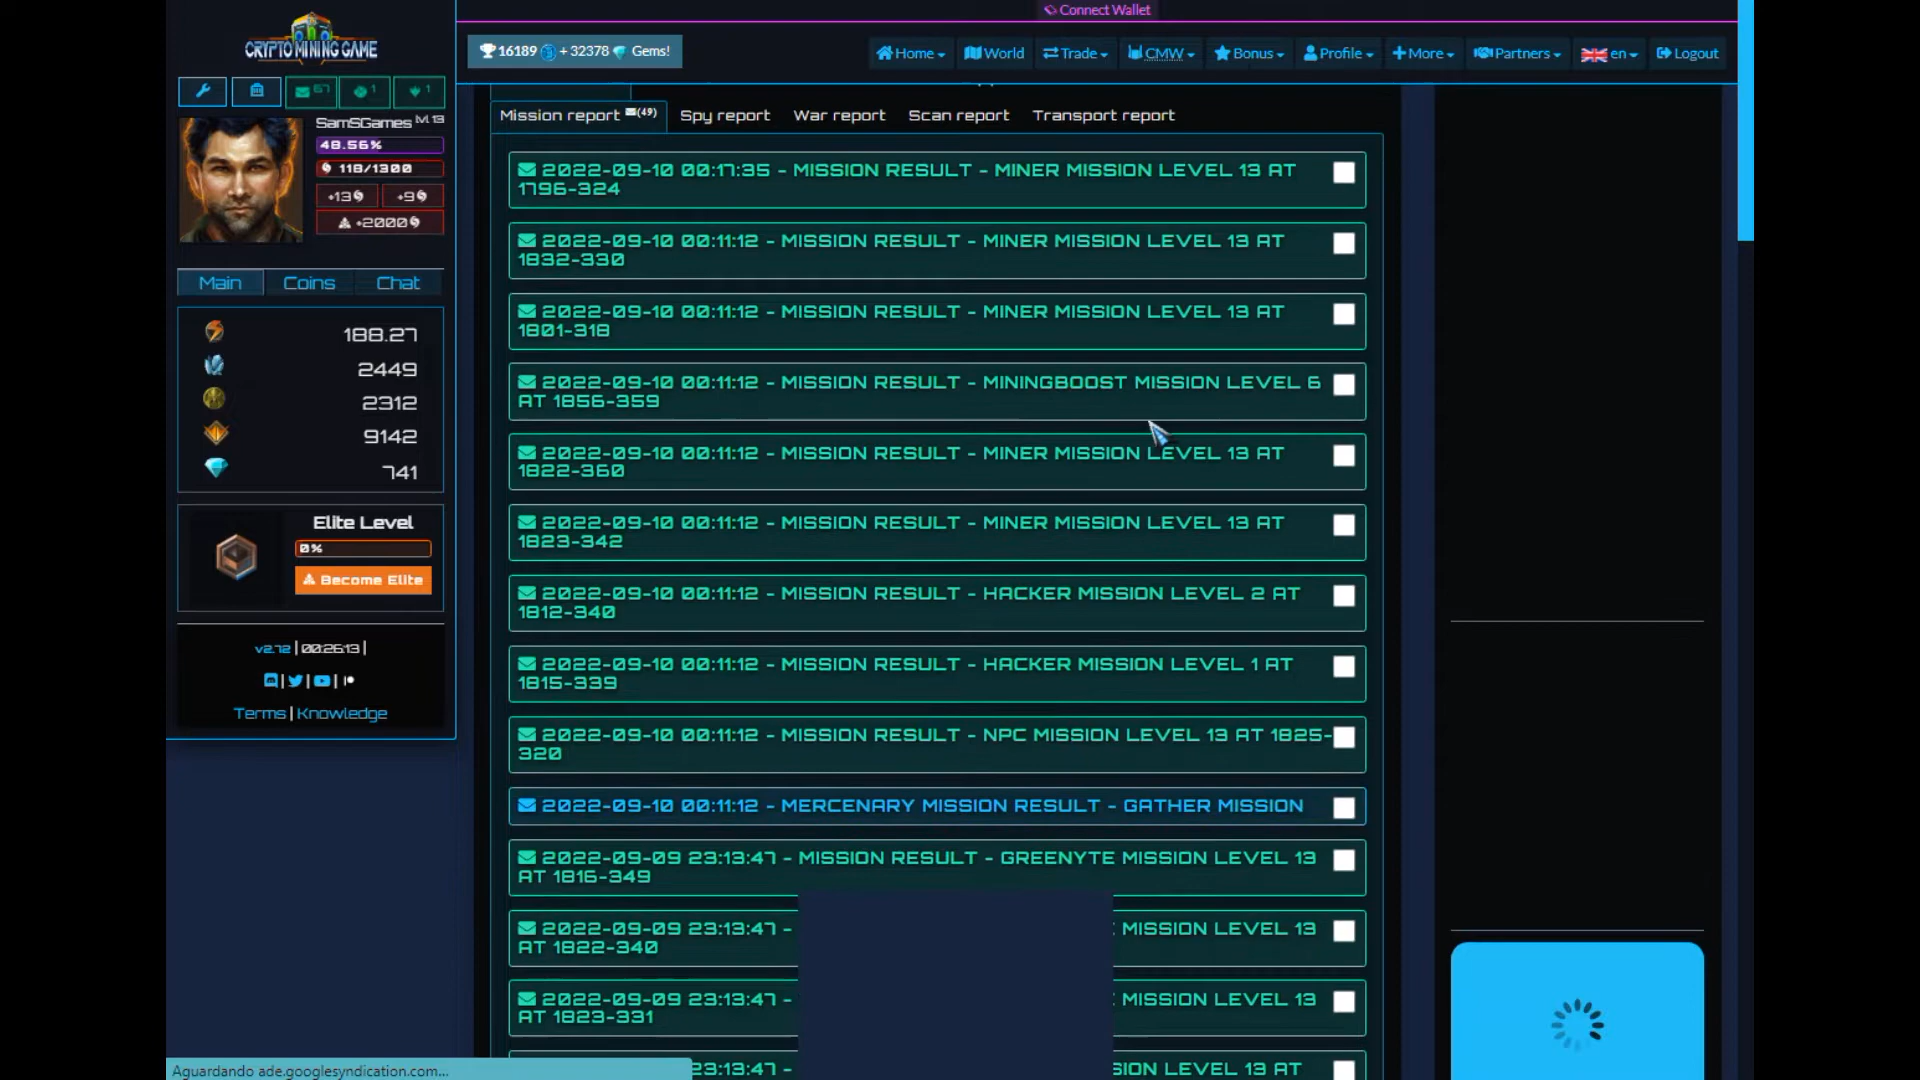 Connect Wallet
CRYPTO MINING GAME
16189 + 32378 Gems!
Home World Trade CMW Bonus Profile +More Partners en Logout
67 1 1
SamSGames lvl 13
48.56%
118/1300
+13 +9
+2000
Main Coins Chat
188.27
2449
2312
9142
741
Elite Level
0%
Become Elite
v2.72 | 00:26:13 |
Terms | Knowledge
Mission report (49) Spy report War report Scan report Transport report
2022-09-10 00:17:35 - MISSION RESULT - MINER MISSION LEVEL 13 AT
1796-324
2022-09-10 00:11:12 - MISSION RESULT - MINER MISSION LEVEL 13 AT
1832-330
2022-09-10 00:11:12 - MISSION RESULT - MINER MISSION LEVEL 13 AT
1801-318
2022-09-10 00:11:12 - MISSION RESULT - MININGBOOST MISSION LEVEL 6
AT 1856-359
2022-09-10 00:11:12 - MISSION RESULT - MINER MISSION LEVEL 13 AT
1822-360
2022-09-10 00:11:12 - MISSION RESULT - MINER MISSION LEVEL 13 AT
1823-342
2022-09-10 00:11:12 - MISSION RESULT - HACKER MISSION LEVEL 2 AT
1812-340
2022-09-10 00:11:12 - MISSION RESULT - HACKER MISSION LEVEL 1 AT
1815-339
2022-09-10 00:11:12 - MISSION RESULT - NPC MISSION LEVEL 13 AT 1825-
320
2022-09-10 00:11:12 - MERCENARY MISSION RESULT - GATHER MISSION
2022-09-09 23:13:47 - MISSION RESULT - GREENYTE MISSION LEVEL 13
AT 1816-349
2022-09-09 23:13:47 - MISSION LEVEL 13
AT 1822-340
2022-09-09 23:13:47 - MISSION LEVEL 13
AT 1823-331
23:13:47 - SION LEVEL 13 AT
Aguardando ade.googlesyndication.com...